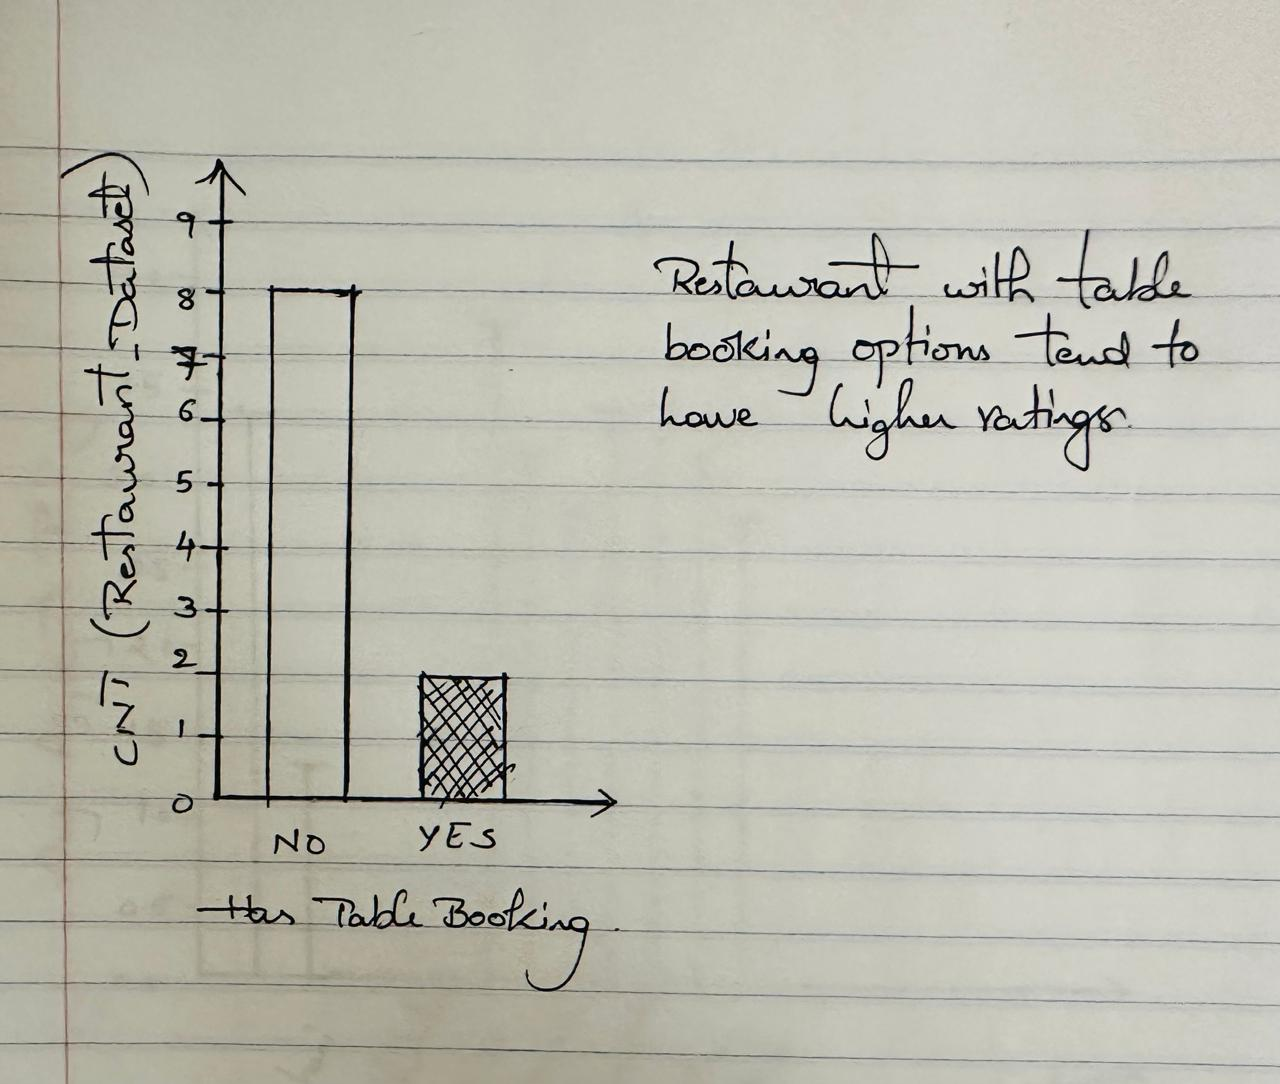 CNT (Restaurant_Dataset)
9
8
7
6
5
4
3
2
1
0
NO YES
Has Table Booking.
Restaurant with table
booking options tend to
have higher ratings.